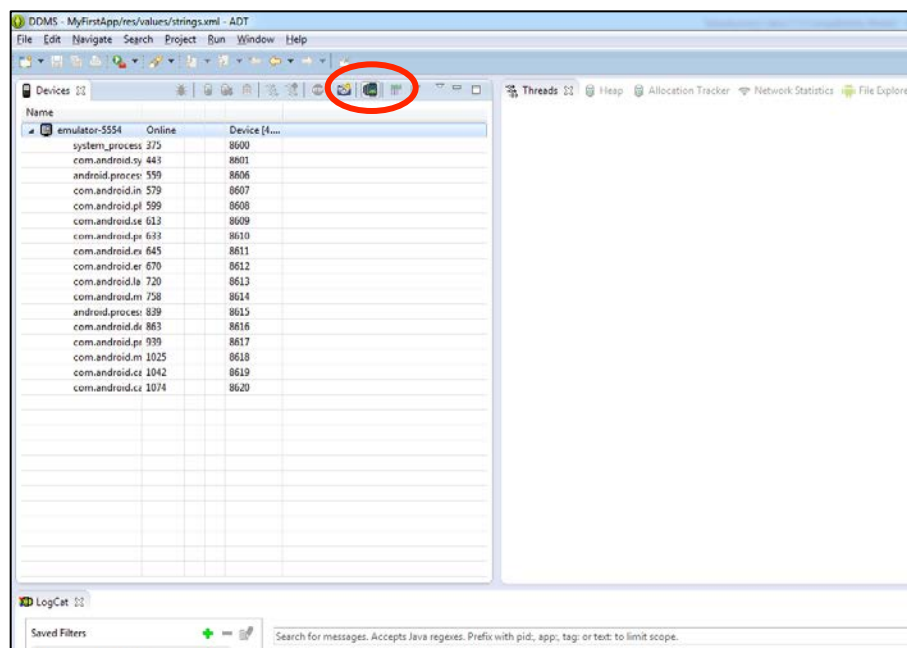 DDMS - MyFirstApp/res/values/strings.xml - ADT
File Edit Navigate Search Project Run Window Help
Devices
Threads Heap Allocation Tracker Network Statistics File Explore
Name
emulator-5554 Online Device [4....
system_process 375 8600
com.android.sy 443 8601
android.process 559 8606
com.android.in 579 8607
com.android.pl 599 8608
com.android.se 613 8609
com.android.pr 633 8610
com.android.ex 645 8611
com.android.er 670 8612
com.android.la 720 8613
com.android.m 758 8614
android.process 839 8615
com.android.de 863 8616
com.android.pr 939 8617
com.android.m 1025 8618
com.android.ca 1042 8619
com.android.ca 1074 8620
LogCat
Saved Filters
Search for messages. Accepts Java regexes. Prefix with pid:, app:, tag: or text: to limit scope.